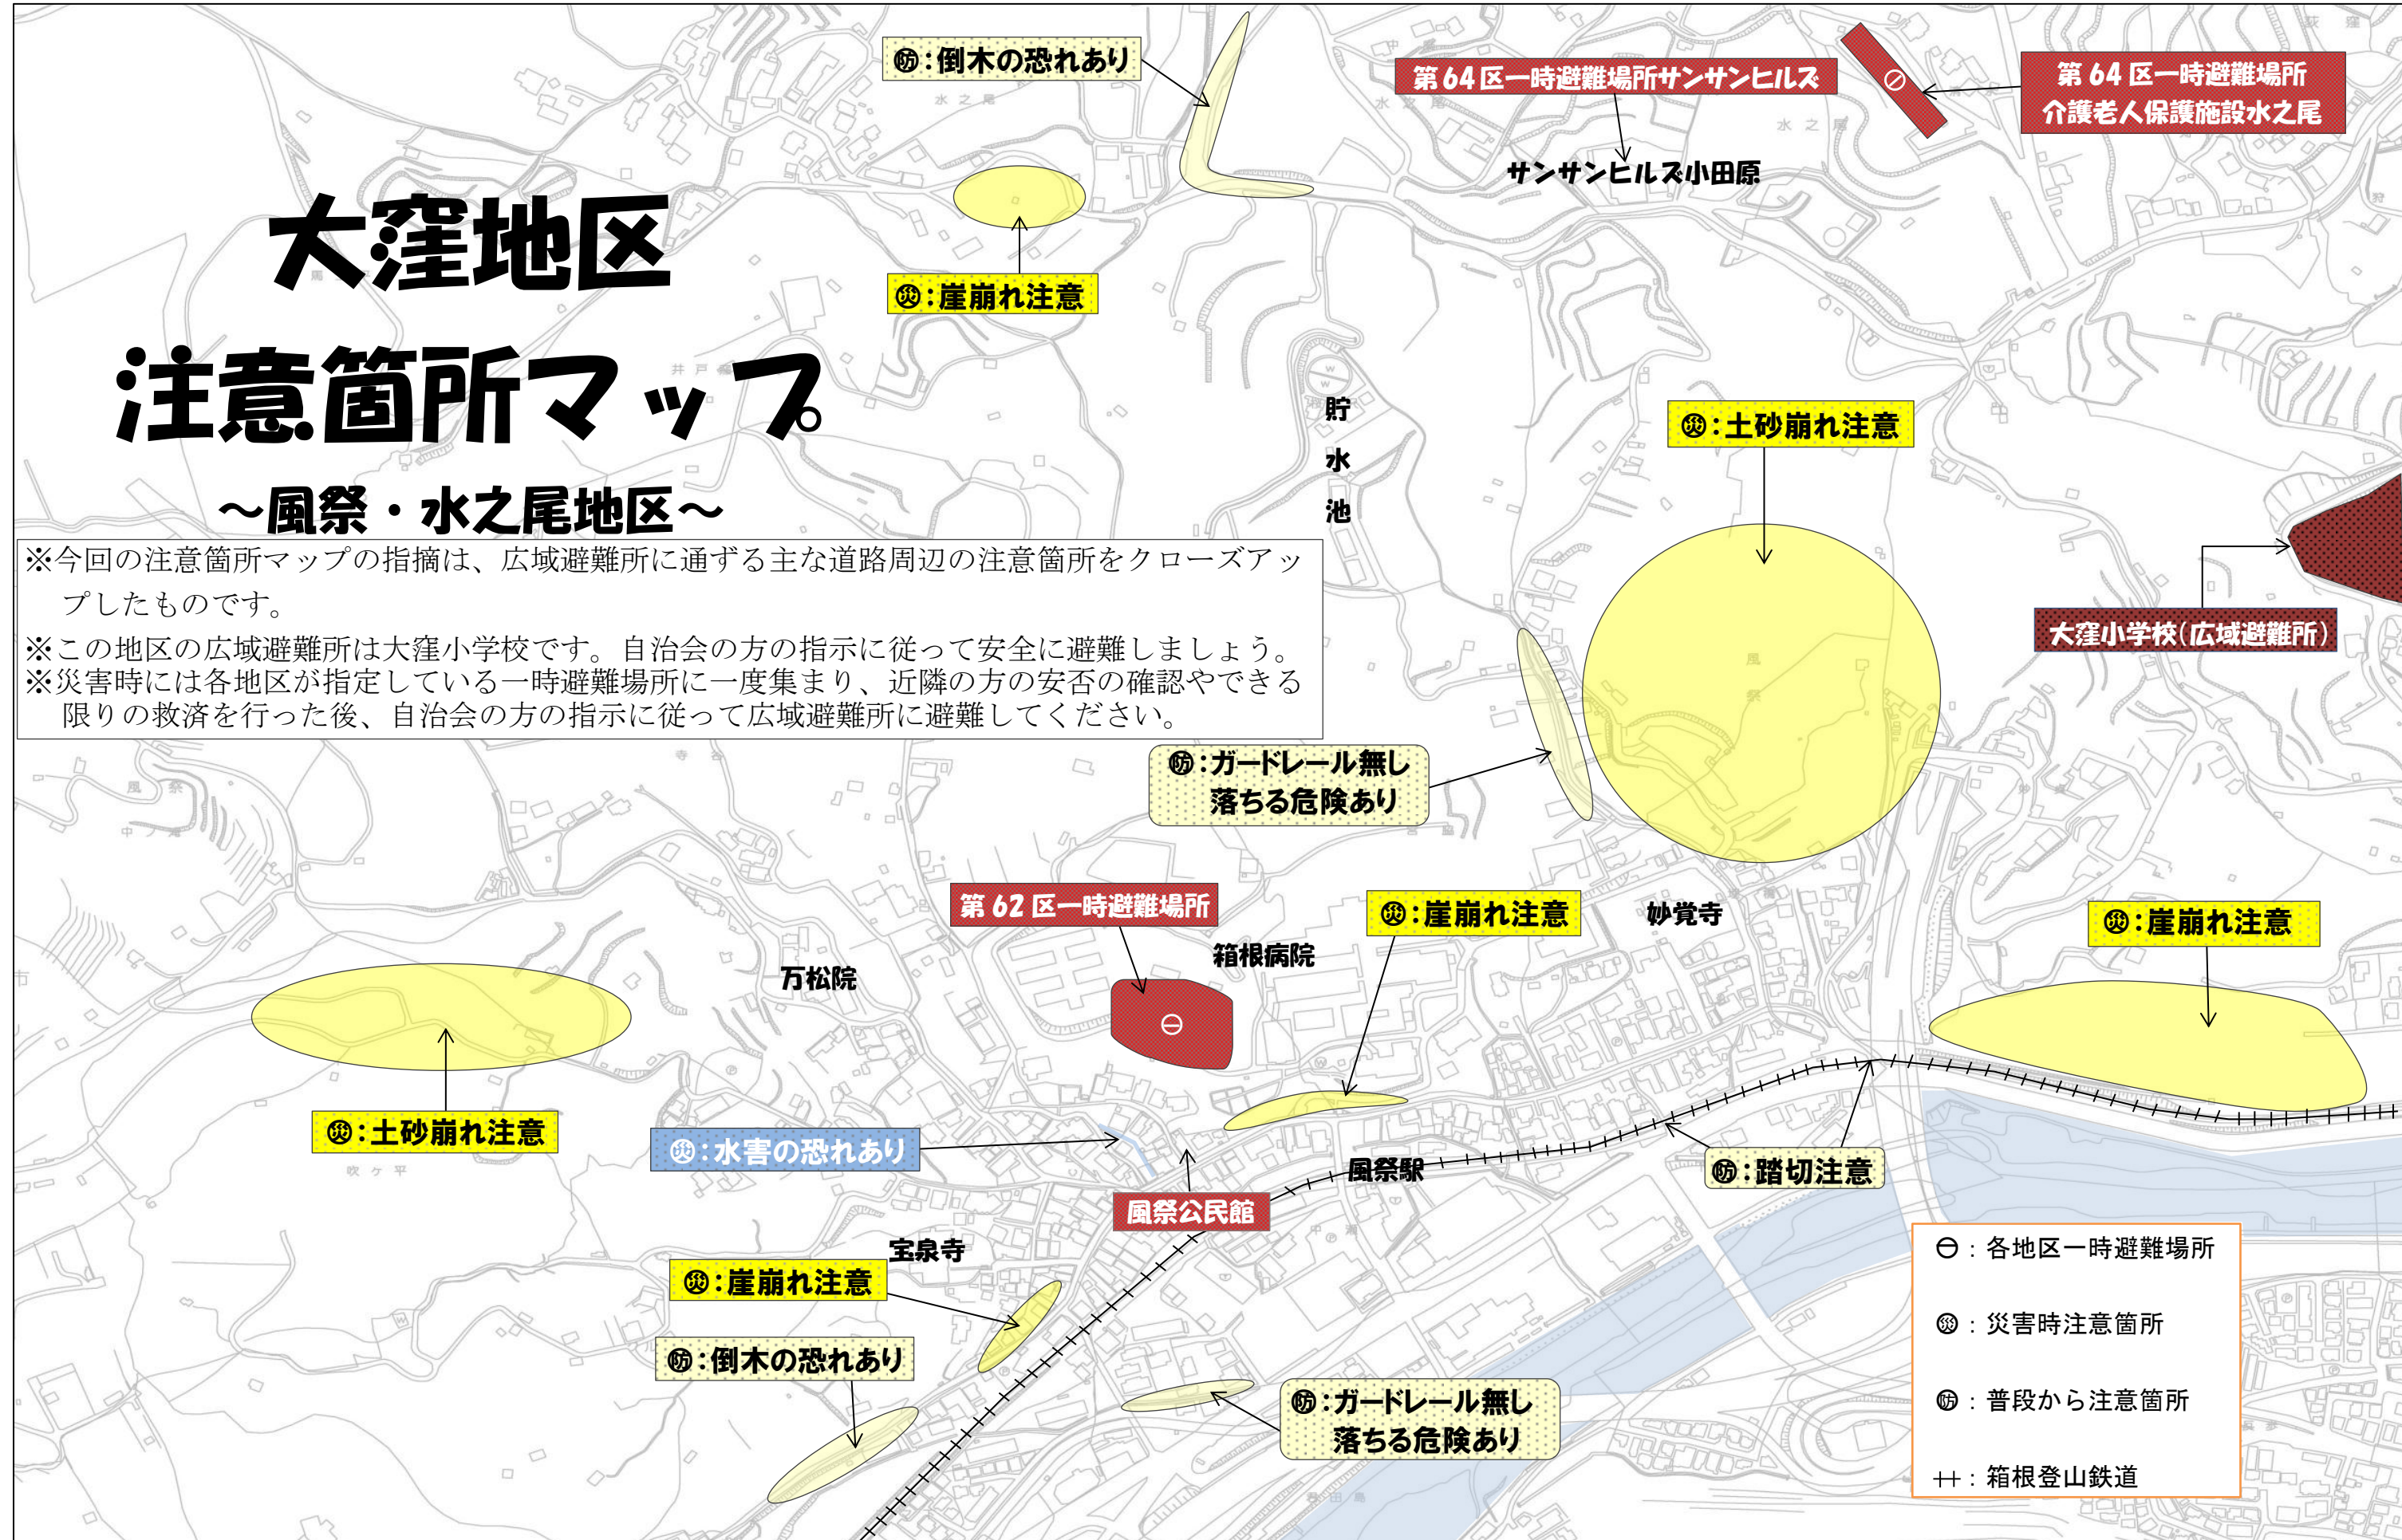 大窪地区
注意箇所マップ
～風祭・水之尾地区～
※今回の注意箇所マップの指摘は、広域避難所に通ずる主な道路周辺の注意箇所をクローズアッ
プしたものです。
※この地区の広域避難所は大窪小学校です。自治会の方の指示に従って安全に避難しましょう。
※災害時には各地区が指定している一時避難場所に一度集まり、近隣の方の安否の確認やできる
限りの救済を行った後、自治会の方の指示に従って広域避難所に避難してください。
㊁防:倒木の恐れあり
第64区一時避難場所サンサンヒルズ
サンサンヒルズ小田原
第64区一時避難場所
介護老人保護施設水之尾
災:崖崩れ注意
水之尾
水之尾
水之尾
荻窪
井戸
貯水池
災:土砂崩れ注意
大窪小学校(広域避難所)
風祭
防:ガードレール無し
落ちる危険あり
風祭
第62区一時避難場所
箱根病院
災:崖崩れ注意
妙覚寺
災:崖崩れ注意
万松院
災:土砂崩れ注意
吹ヶ平
災:水害の恐れあり
風祭公民館
風祭駅
防:踏切注意
宝泉寺
災:崖崩れ注意
防:倒木の恐れあり
防:ガードレール無し
落ちる危険あり
⊖:各地区一時避難場所
災:災害時注意箇所
防:普段から注意箇所
:箱根登山鉄道